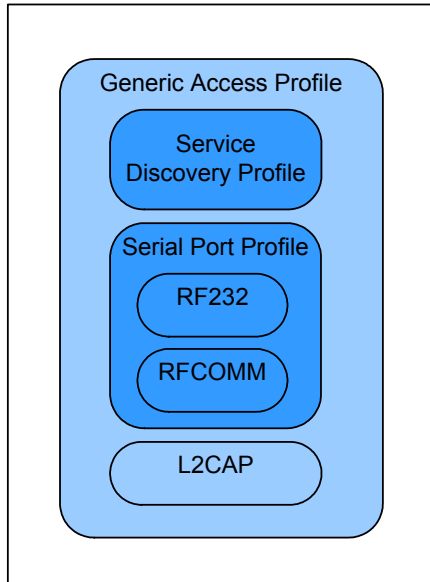 Generic Access Profile
Service
Discovery Profile
Serial Port Profile
RF232
RFCOMM
L2CAP